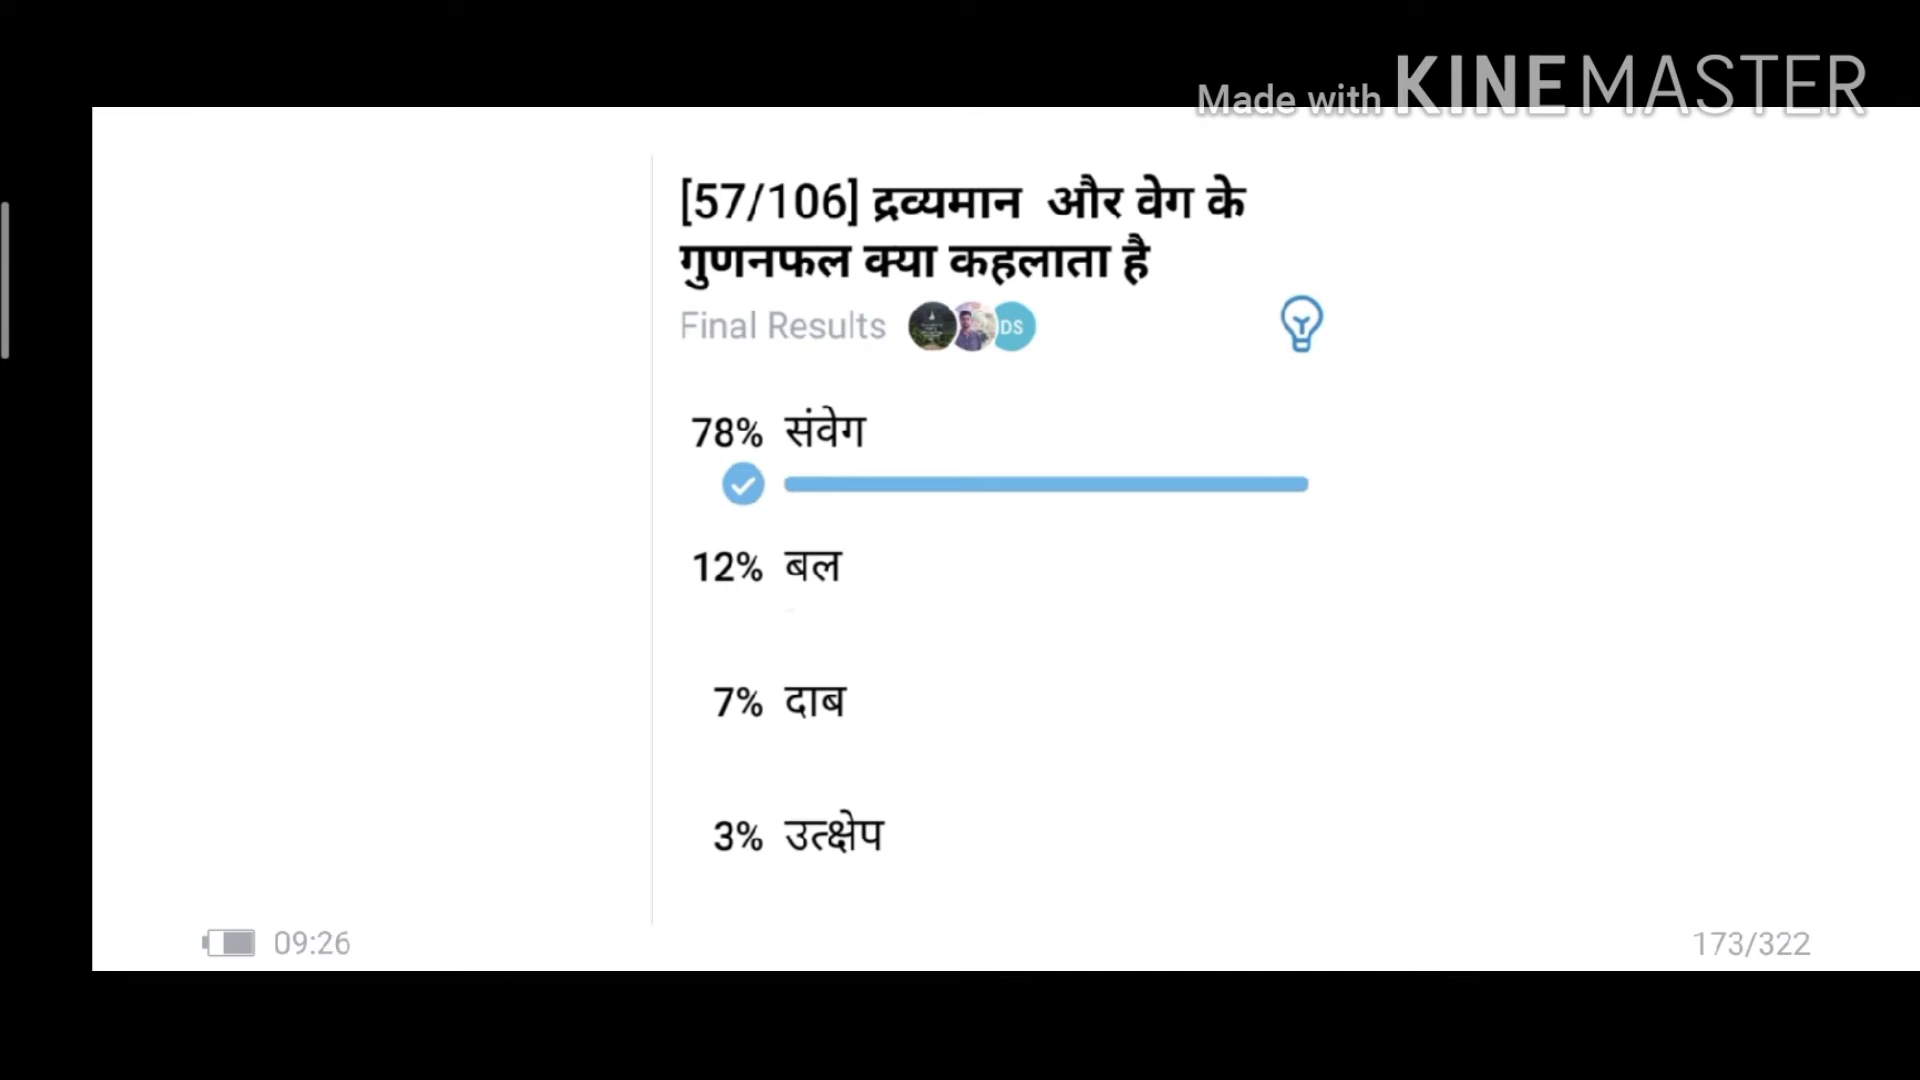 Made with KINEMASTER
[57/106] द्रव्यमान और वेग के
गुणनफल क्या कहलाता है
Final Results DS
78% संवेग
12% बल
7% दाब
3% उत्क्षेप
09:26
173/322